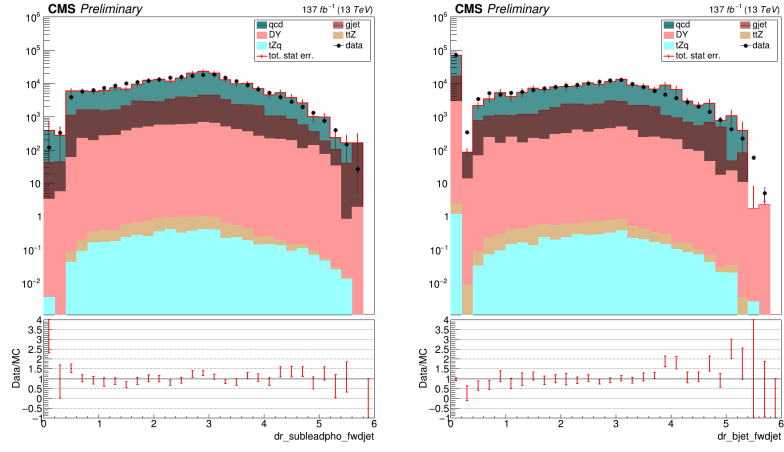 CMS Preliminary 137 fb⁻¹ (13 TeV)
qcd gjet
DY ttZ
tZq data
tot. stat err.
10⁶
10⁵
10⁴
10³
10²
10
1
10⁻¹
10⁻²
Data/MC
4
3.5
3
2.5
2
1.5
1
0.5
0
−0.5
−1
0 1 2 3 4 5 6
dr_subleadpho_fwdjet
CMS Preliminary 137 fb⁻¹ (13 TeV)
qcd gjet
DY ttZ
tZq data
tot. stat err.
10⁶
10⁵
10⁴
10³
10²
10
1
10⁻¹
10⁻²
Data/MC
4
3.5
3
2.5
2
1.5
1
0.5
0
−0.5
−1
0 1 2 3 4 5 6
dr_bjet_fwdjet